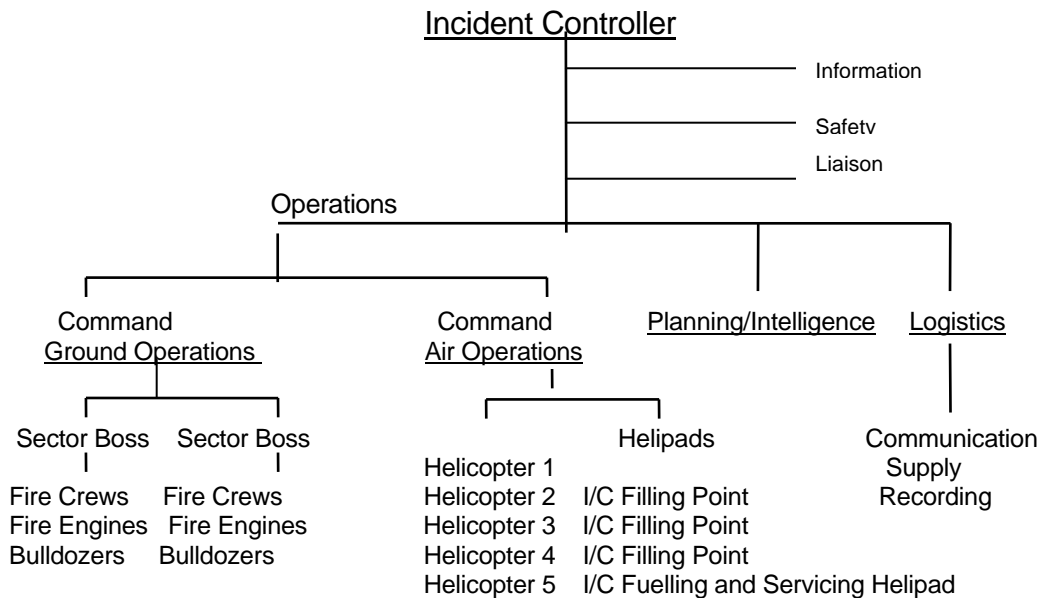 Incident Controller
Information
Safetv
Liaison
Operations
Command
Ground Operations
Command
Air Operations
Planning/Intelligence
Logistics
Sector Boss
Sector Boss
Fire Crews
Fire Engines
Bulldozers
Fire Crews
Fire Engines
Bulldozers
Helicopter 1
Helicopter 2
Helicopter 3
Helicopter 4
Helicopter 5
Helipads
I/C Filling Point
I/C Filling Point
I/C Filling Point
I/C Fuelling and Servicing Helipad
Communication
Supply
Recording